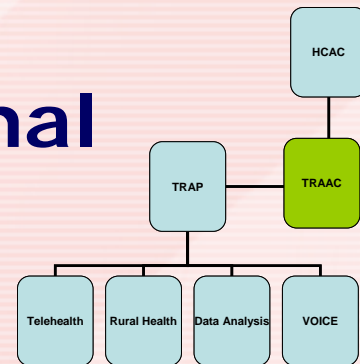 HCAC
nal
TRAP
TRAAC
Telehealth
Rural Health
Data Analysis
VOICE